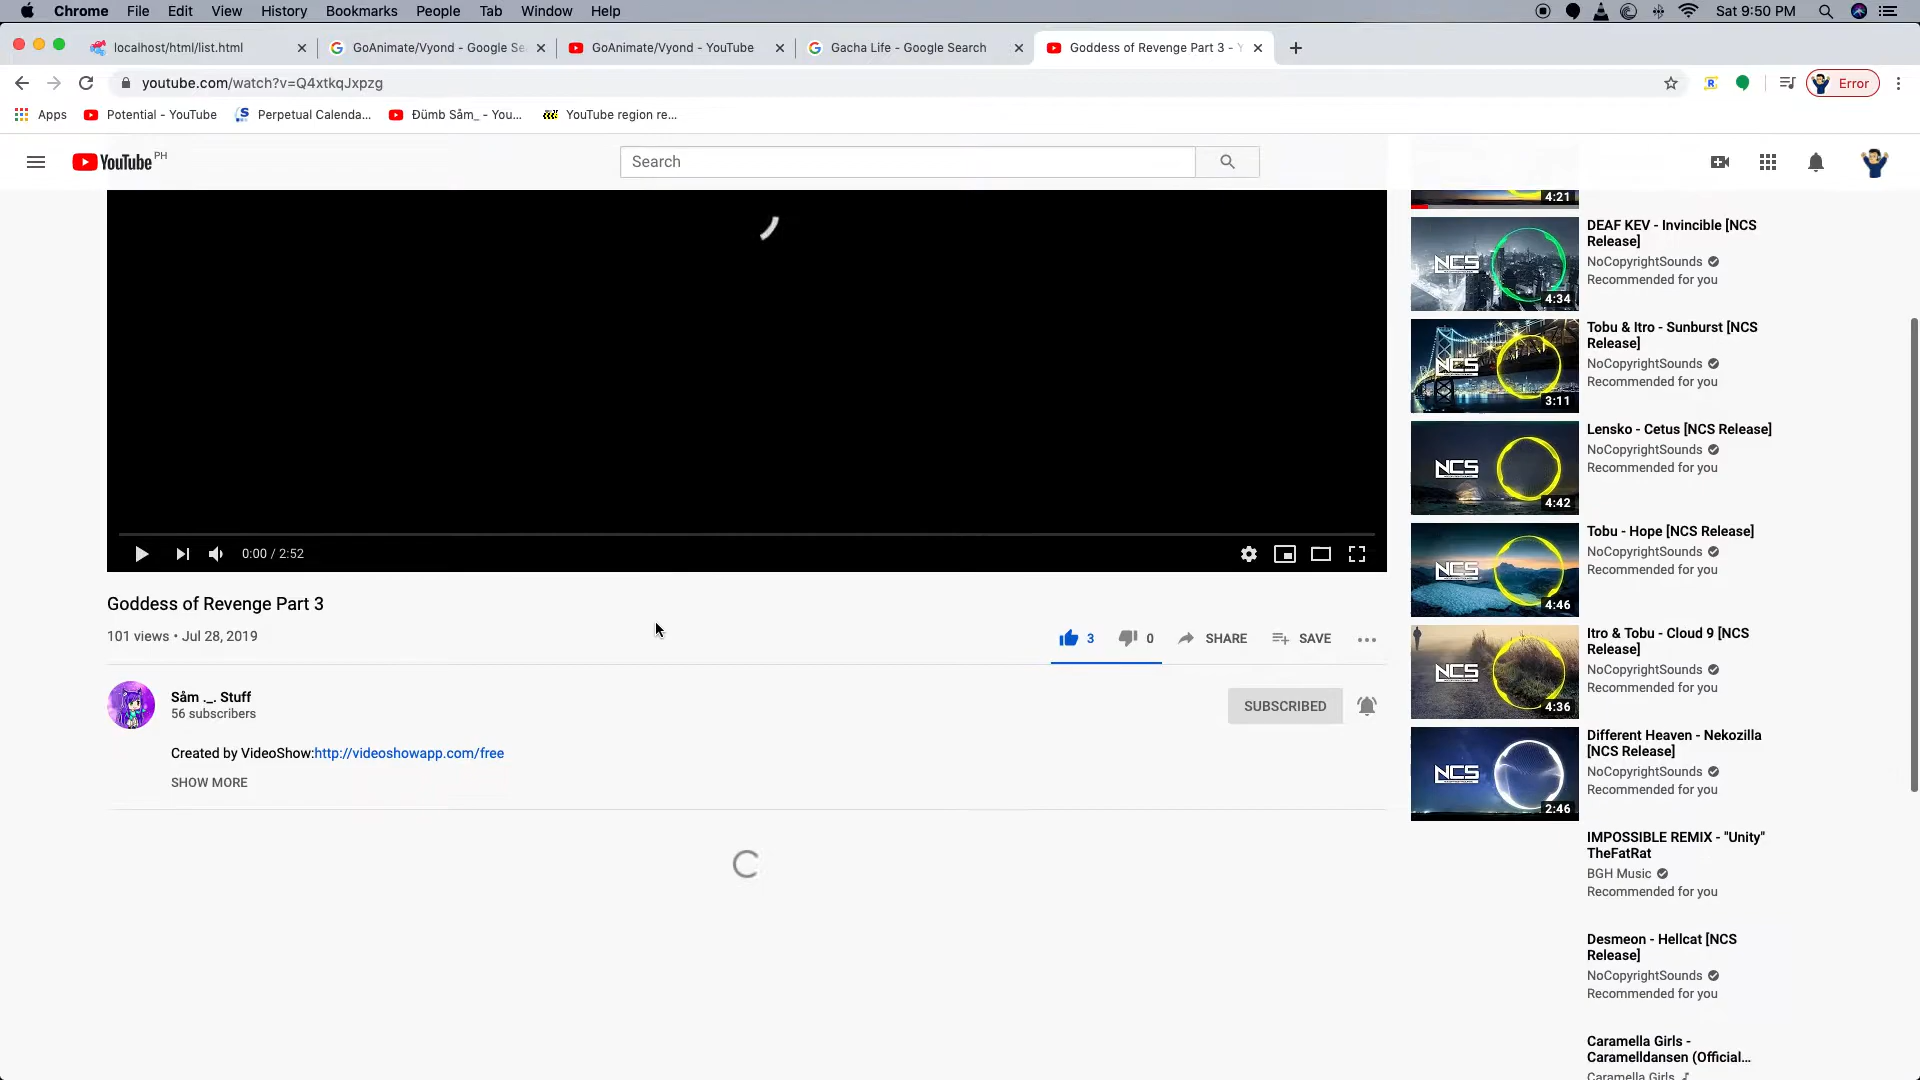 Chrome File Edit View History Bookmarks People Tab Window Help Sat 9:50 PM
localhost/html/list.html
GoAnimate/Vyond - Google Se
GoAnimate/Vyond - YouTube
Gacha Life - Google Search
Goddess of Revenge Part 3 - Y
youtube.com/watch?v=Q4xtkqJxpzg
Error
Apps
Potential - YouTube
Perpetual Calenda...
Dümb Såm_ - You...
YouTube region re...
YouTube PH
Search
4:21
DEAF KEV - Invincible [NCS
Release]
NoCopyrightSounds
Recommended for you
NCS
4:34
Tobu & Itro - Sunburst [NCS
Release]
NoCopyrightSounds
Recommended for you
NCS
3:11
Lensko - Cetus [NCS Release]
NoCopyrightSounds
Recommended for you
NCS
4:42
Tobu - Hope [NCS Release]
NoCopyrightSounds
Recommended for you
NCS
4:46
0:00 / 2:52
Goddess of Revenge Part 3
101 views • Jul 28, 2019
3
0
SHARE
SAVE
Såm ._. Stuff
56 subscribers
SUBSCRIBED
Created by VideoShow:http://videoshowapp.com/free
SHOW MORE
Itro & Tobu - Cloud 9 [NCS
Release]
NoCopyrightSounds
Recommended for you
NCS
4:36
Different Heaven - Nekozilla
[NCS Release]
NoCopyrightSounds
Recommended for you
NCS
2:46
IMPOSSIBLE REMIX - "Unity"
TheFatRat
BGH Music
Recommended for you
Desmeon - Hellcat [NCS
Release]
NoCopyrightSounds
Recommended for you
Caramella Girls -
Caramelldansen (Official...
Caramella Girls